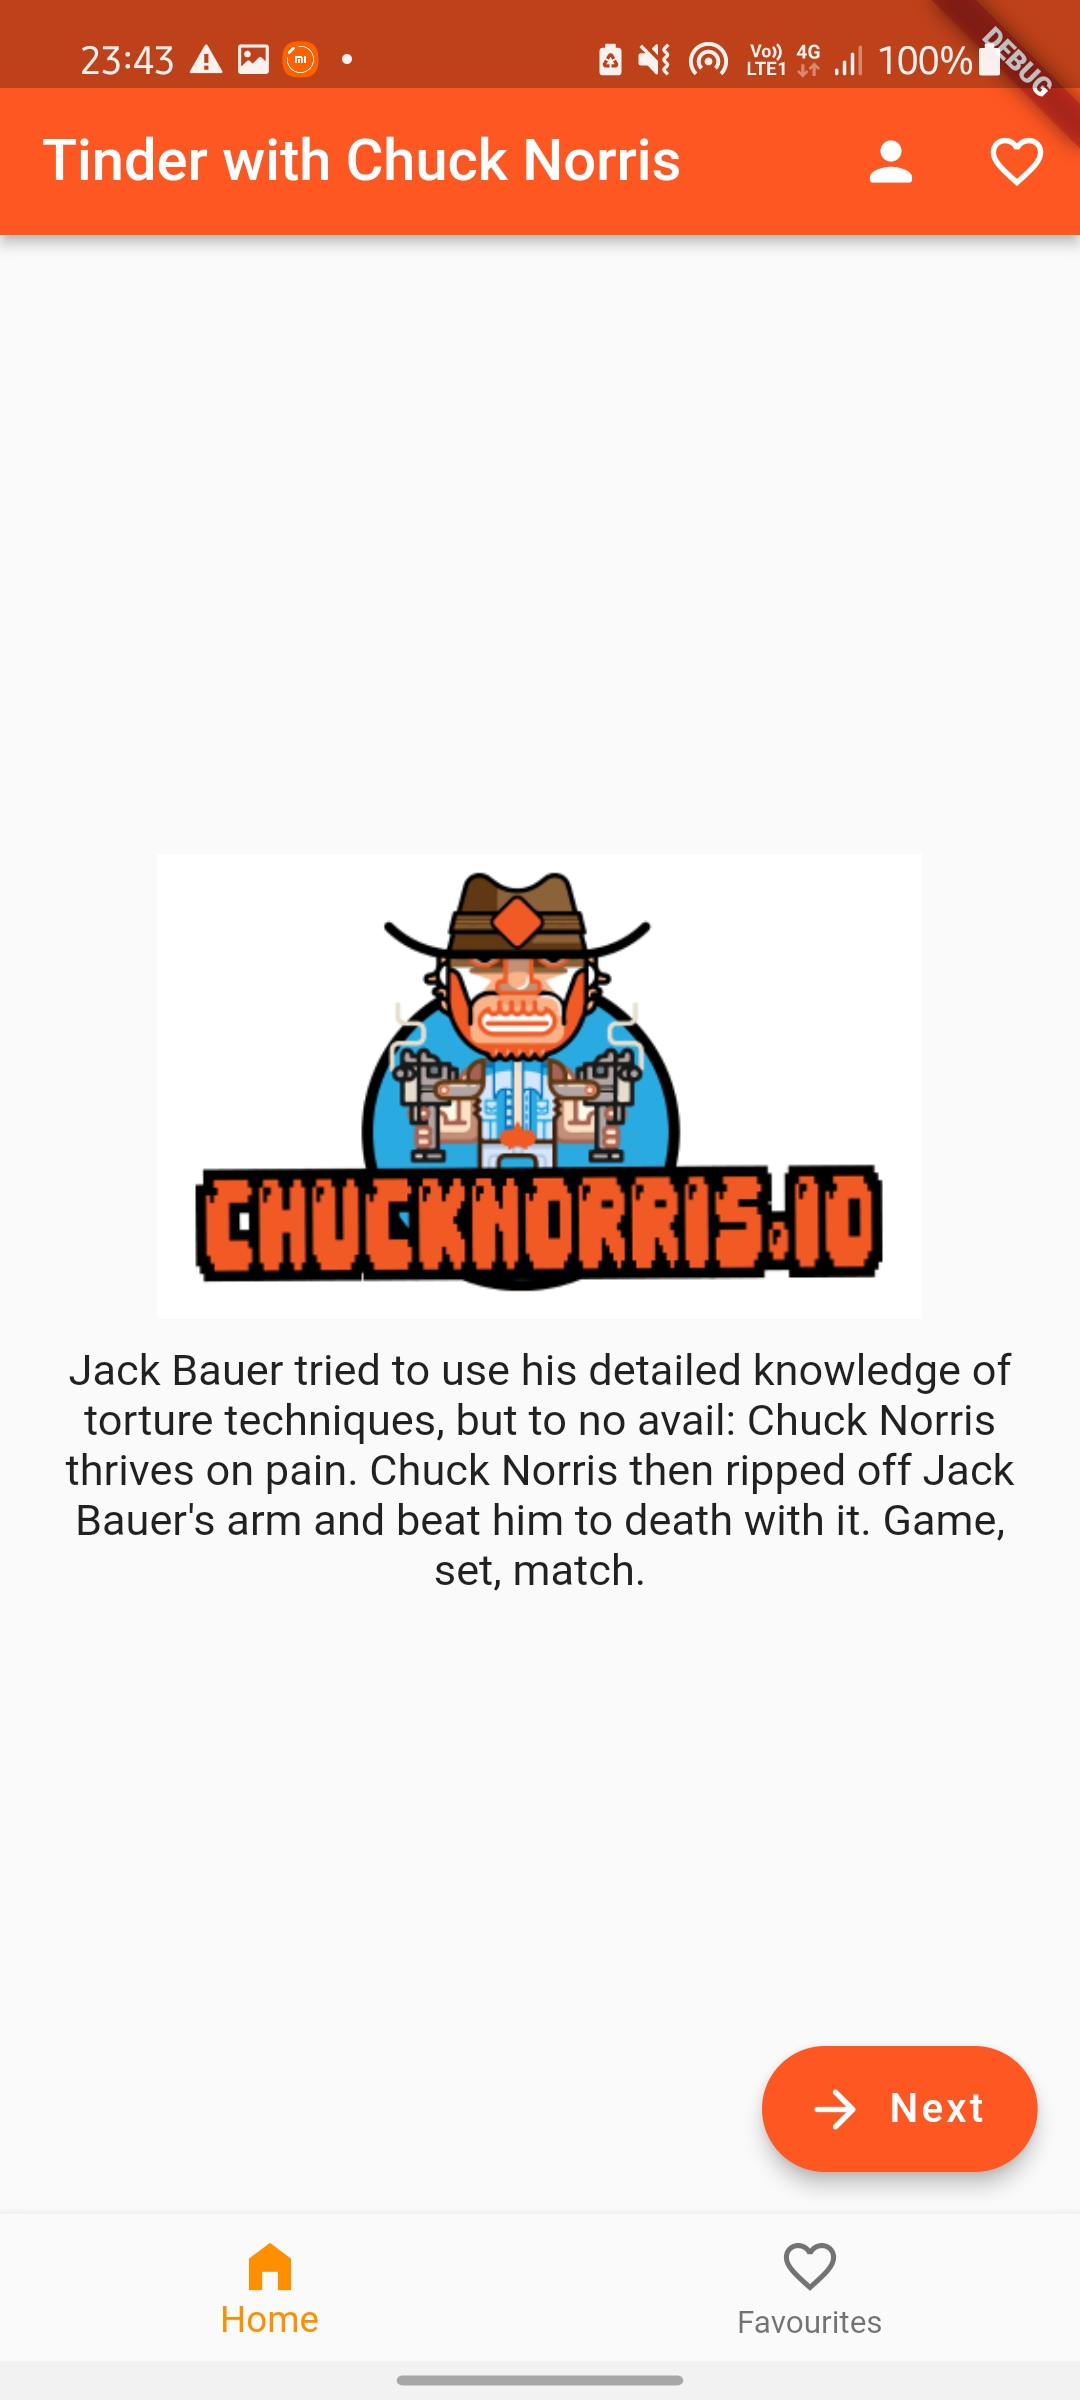 23:43
Vo)) LTE1 4G 100%
DEBUG
Tinder with Chuck Norris
CHUCKNORRIS.IO
Jack Bauer tried to use his detailed knowledge of
torture techniques, but to no avail: Chuck Norris
thrives on pain. Chuck Norris then ripped off Jack
Bauer's arm and beat him to death with it. Game,
set, match.
Next
Home
Favourites